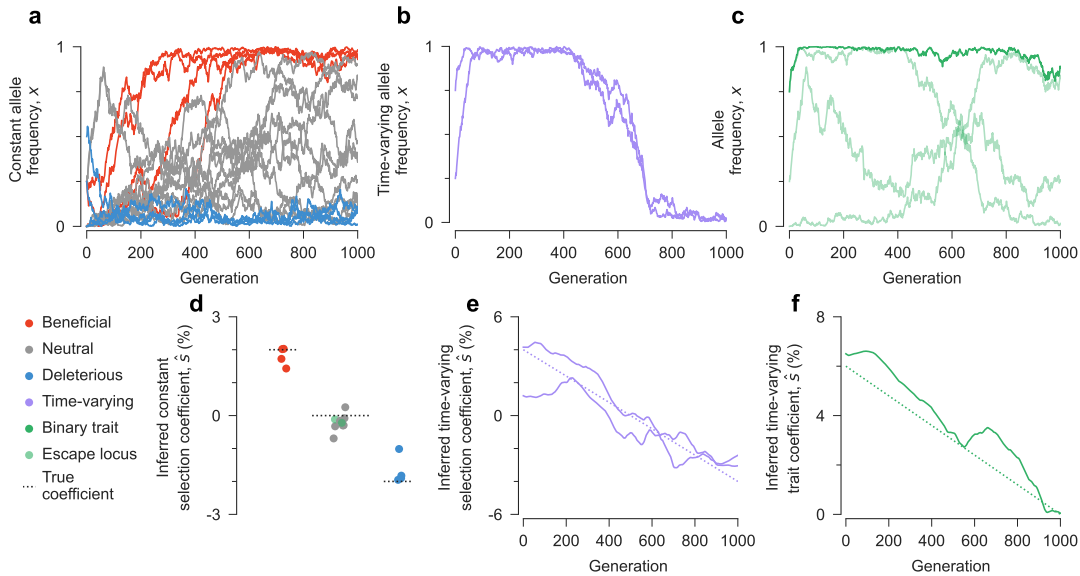 a
Constant allele
frequency, x
1
0
0 200 400 600 800 1000
Generation
b
Time-varying allele
frequency, x
1
0
0 200 400 600 800 1000
Generation
c
Allele
frequency, x
1
0
0 200 400 600 800 1000
Generation
Beneficial
Neutral
Deleterious
Time-varying
Binary trait
Escape locus
True
coefficient
d
Inferred constant
selection coefficient, ŝ (%)
3
0
-3
e
Inferred time-varying
selection coefficient, ŝ (%)
6
0
-6
0 200 400 600 800 1000
Generation
f
Inferred time-varying
trait coefficient, ŝ (%)
8
4
0
0 200 400 600 800 1000
Generation